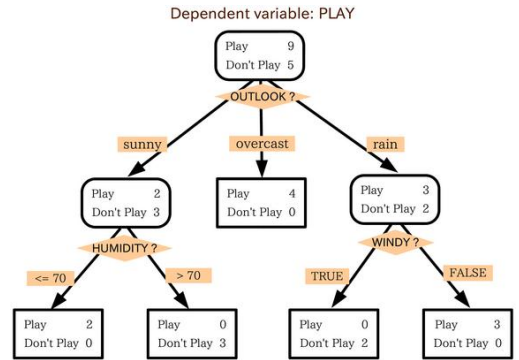 Dependent variable: PLAY
Play 9
Don't Play 5
OUTLOOK ?
sunny
overcast
rain
Play 2
Don't Play 3
Play 4
Don't Play 0
Play 3
Don't Play 2
HUMIDITY ?
WINDY ?
<= 70
> 70
TRUE
FALSE
Play 2
Don't Play 0
Play 0
Don't Play 3
Play 0
Don't Play 2
Play 3
Don't Play 0